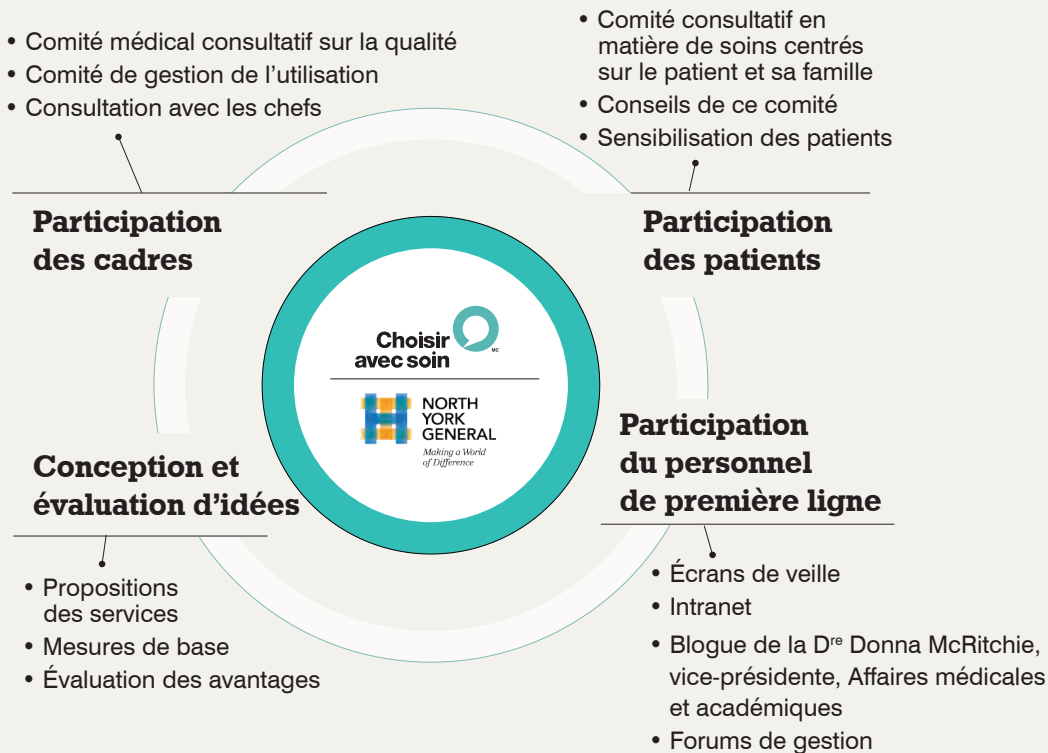 • Comité médical consultatif sur la qualité
• Comité de gestion de l’utilisation
• Consultation avec les chefs
Participation
des cadres
• Comité consultatif en
matière de soins centrés
sur le patient et sa famille
• Conseils de ce comité
• Sensibilisation des patients
Participation
des patients
Choisir
avec soin
MC
NORTH
YORK
GENERAL
Making a World
of Difference
Conception et
évaluation d’idées
• Propositions
des services
• Mesures de base
• Évaluation des avantages
Participation
du personnel
de première ligne
• Écrans de veille
• Intranet
• Blogue de la Dre Donna McRitchie,
vice-présidente, Affaires médicales
et académiques
• Forums de gestion